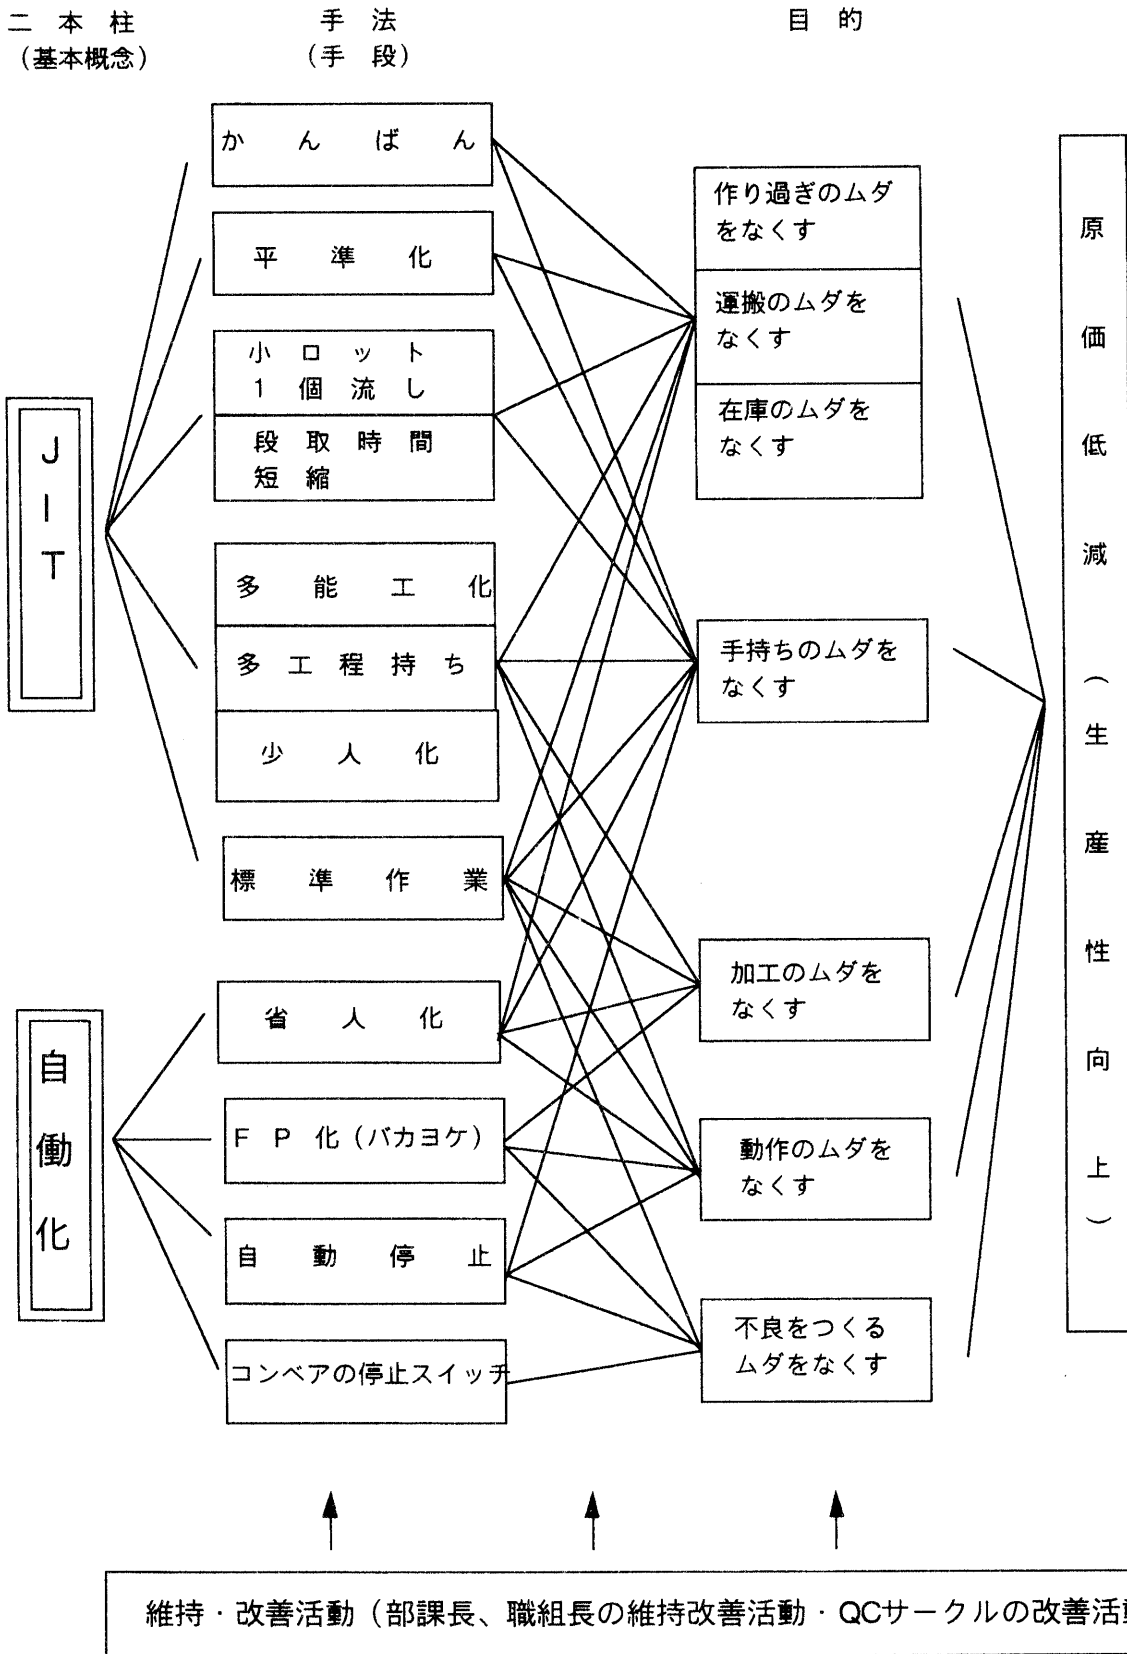 二本柱
(基本概念)
手法
(手段)
目的
JIT
自働化
かんばん
平準化
小ロット
1個流し
段取時間
短縮
多能工化
多工程持ち
少人化
標準作業
省人化
FP化(バカヨケ)
自動停止
コンベアの停止スイッチ
作り過ぎのムダ
をなくす
運搬のムダを
なくす
在庫のムダを
なくす
手持ちのムダを
なくす
加工のムダを
なくす
動作のムダを
なくす
不良をつくる
ムダをなくす
原価低減(生産性向上)
維持・改善活動(部課長、職組長の維持改善活動・QCサークルの改善活動